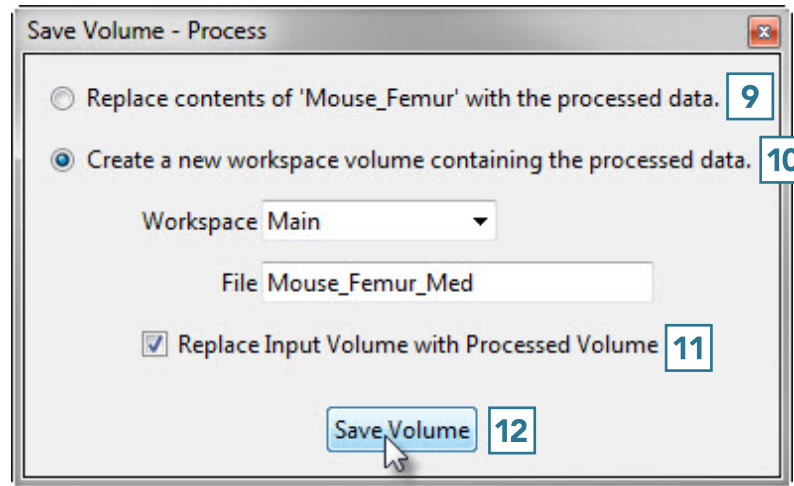 Save Volume - Process
Replace contents of 'Mouse_Femur' with the processed data. 9
Create a new workspace volume containing the processed data. 10
Workspace Main
File Mouse_Femur_Med
Replace Input Volume with Processed Volume 11
Save Volume 12